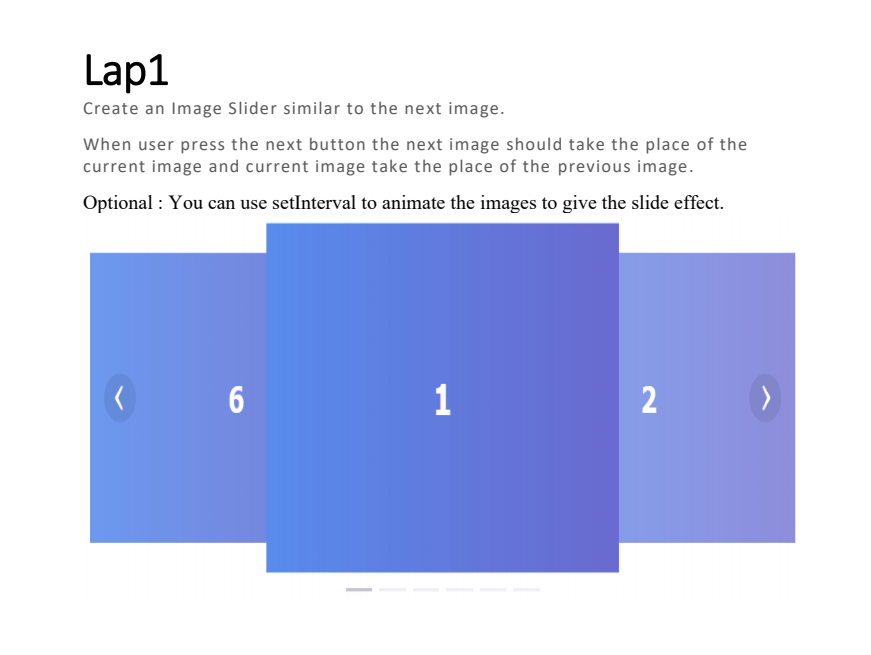 Lap1
Create an Image Slider similar to the next image.
When user press the next button the next image should take the place of the
current image and current image take the place of the previous image.
Optional : You can use setInterval to animate the images to give the slide effect.
6 1 2